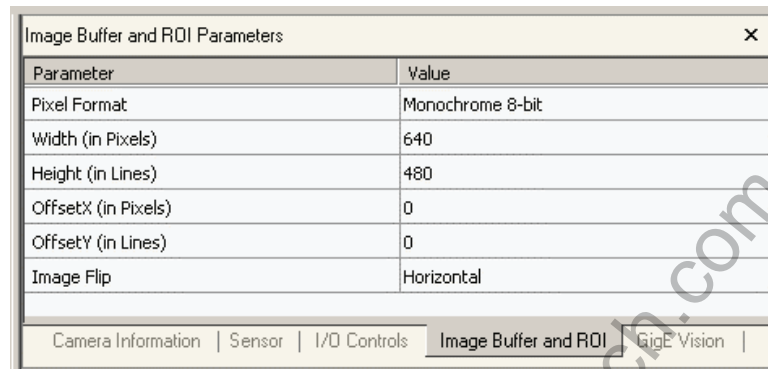 Image Buffer and ROI Parameters ×
Parameter Value
Pixel Format Monochrome 8-bit
Width (in Pixels) 640
Height (in Lines) 480
OffsetX (in Pixels) 0
OffsetY (in Lines) 0
Image Flip Horizontal
Camera Information | Sensor | I/O Controls Image Buffer and ROI GigE Vision |
ch.com